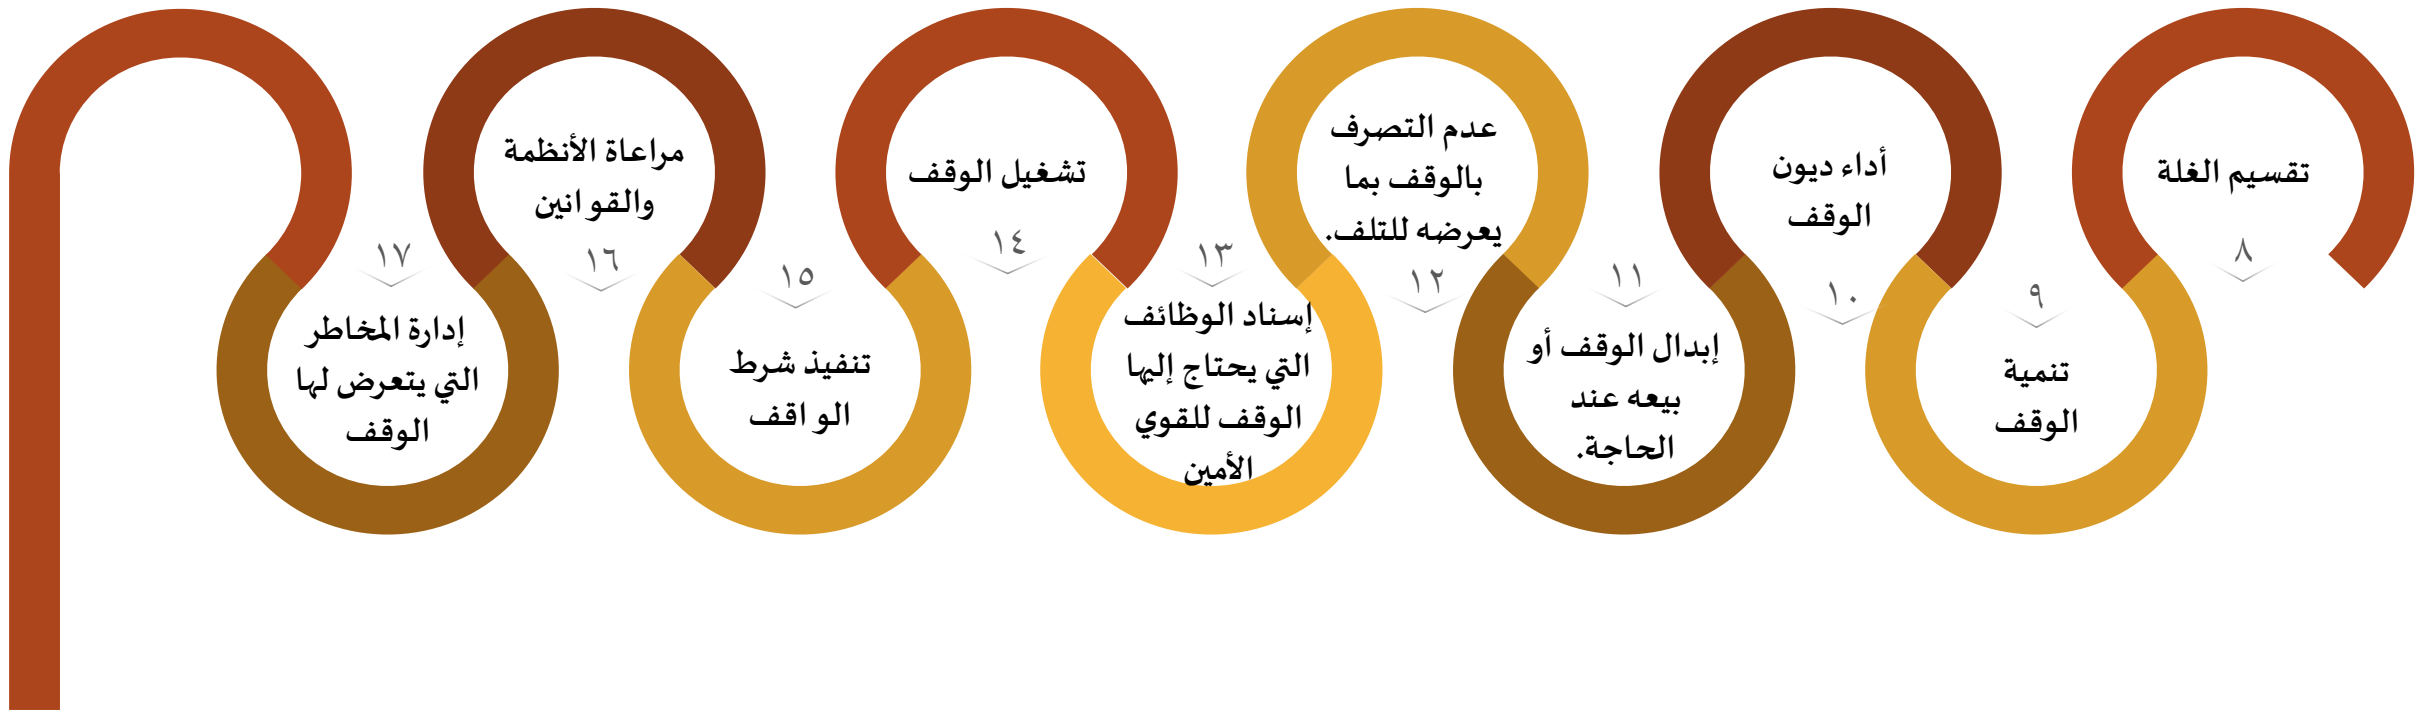 تقسيم الغلة
٨
٩
تنمية
الوقف
أداء ديون
الوقف
١٠
١١
إبدال الوقف أو
بيعه عند
الحاجة.
عدم التصرف
بالوقف بما
يعرضه للتلف.
١٢
١٣
إسناد الوظائف
التي يحتاج إليها
الوقف للقوي
الأمين
تشغيل الوقف
١٤
١٥
تنفيذ شرط
الواقف
مراعاة الأنظمة
والقوانين
١٦
١٧
إدارة المخاطر
التي يتعرض لها
الوقف